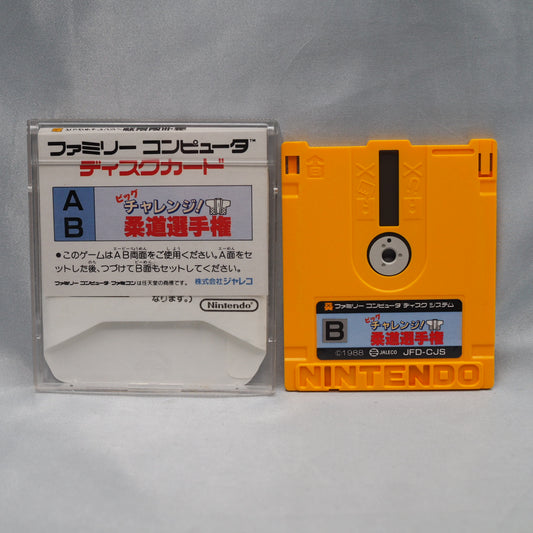 ファミリー コンピュータ™
ディスクカード
A
B
ビッグ
チャレンジ!
柔道選手権
●このゲームはAB両面をご使用ください。A面をセ
ットした後、つづけてB面もセットしてください。
ファミリーコンピュータ・ファミコンは任天堂の商標です。
株式会社ジャレコ
なります。)
Nintendo
ファミリー コンピュータ ディスク システム
B
ビッグ
チャレンジ!
柔道選手権
©1988 JALECO JFD-CJS
NINTENDO